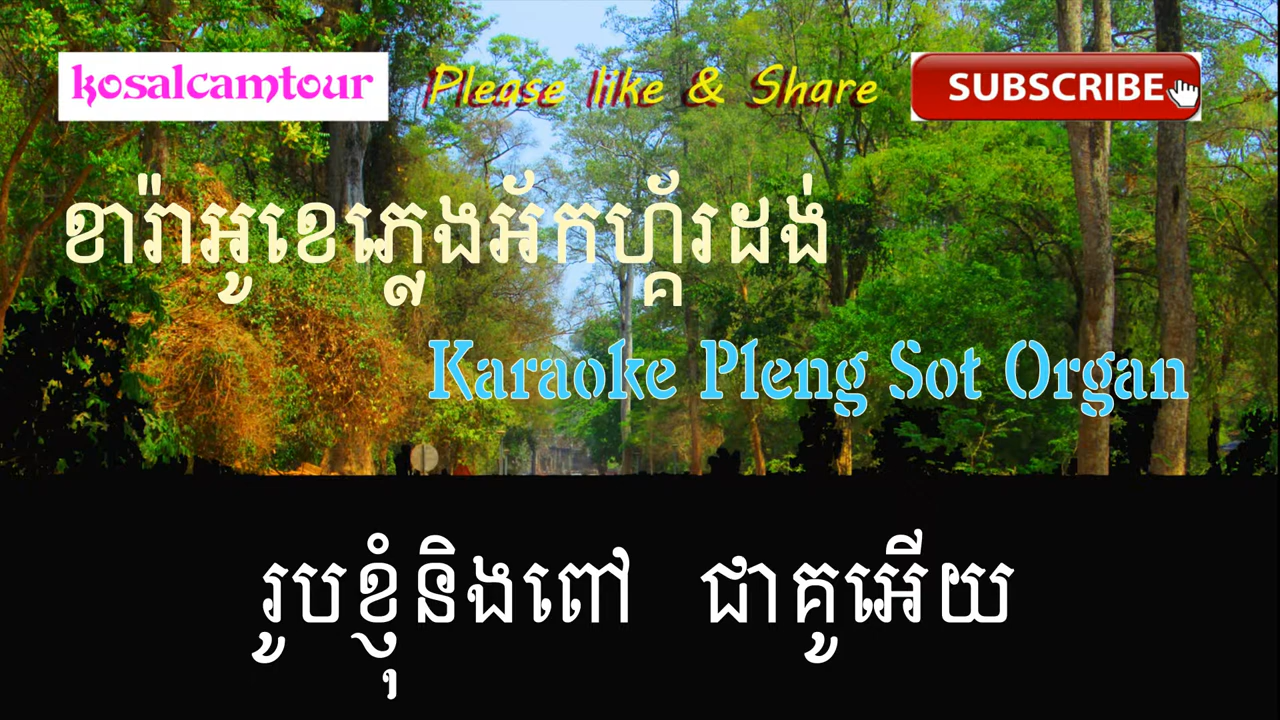 kosalcamtour Please like & Share SUBSCRIBE
ខារ៉ាអូខេភ្លេងអ័កហ្គ័រដង់
Karaoke Pleng Sot Organ
រូបខ្ញុំនិងពៅ ជាគូអើយ